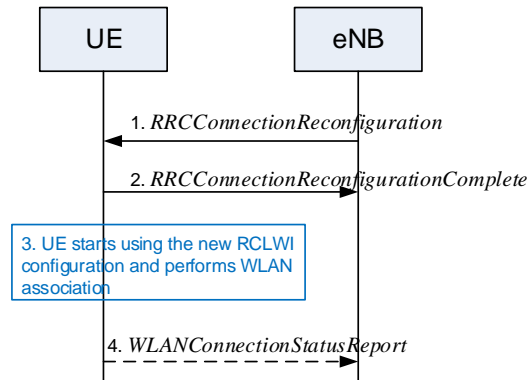 UE
eNB
1. RRCConnectionReconfiguration
2. RRCConnectionReconfigurationComplete
3. UE starts using the new RCLWI
configuration and performs WLAN
association
4. WLANConnectionStatusReport